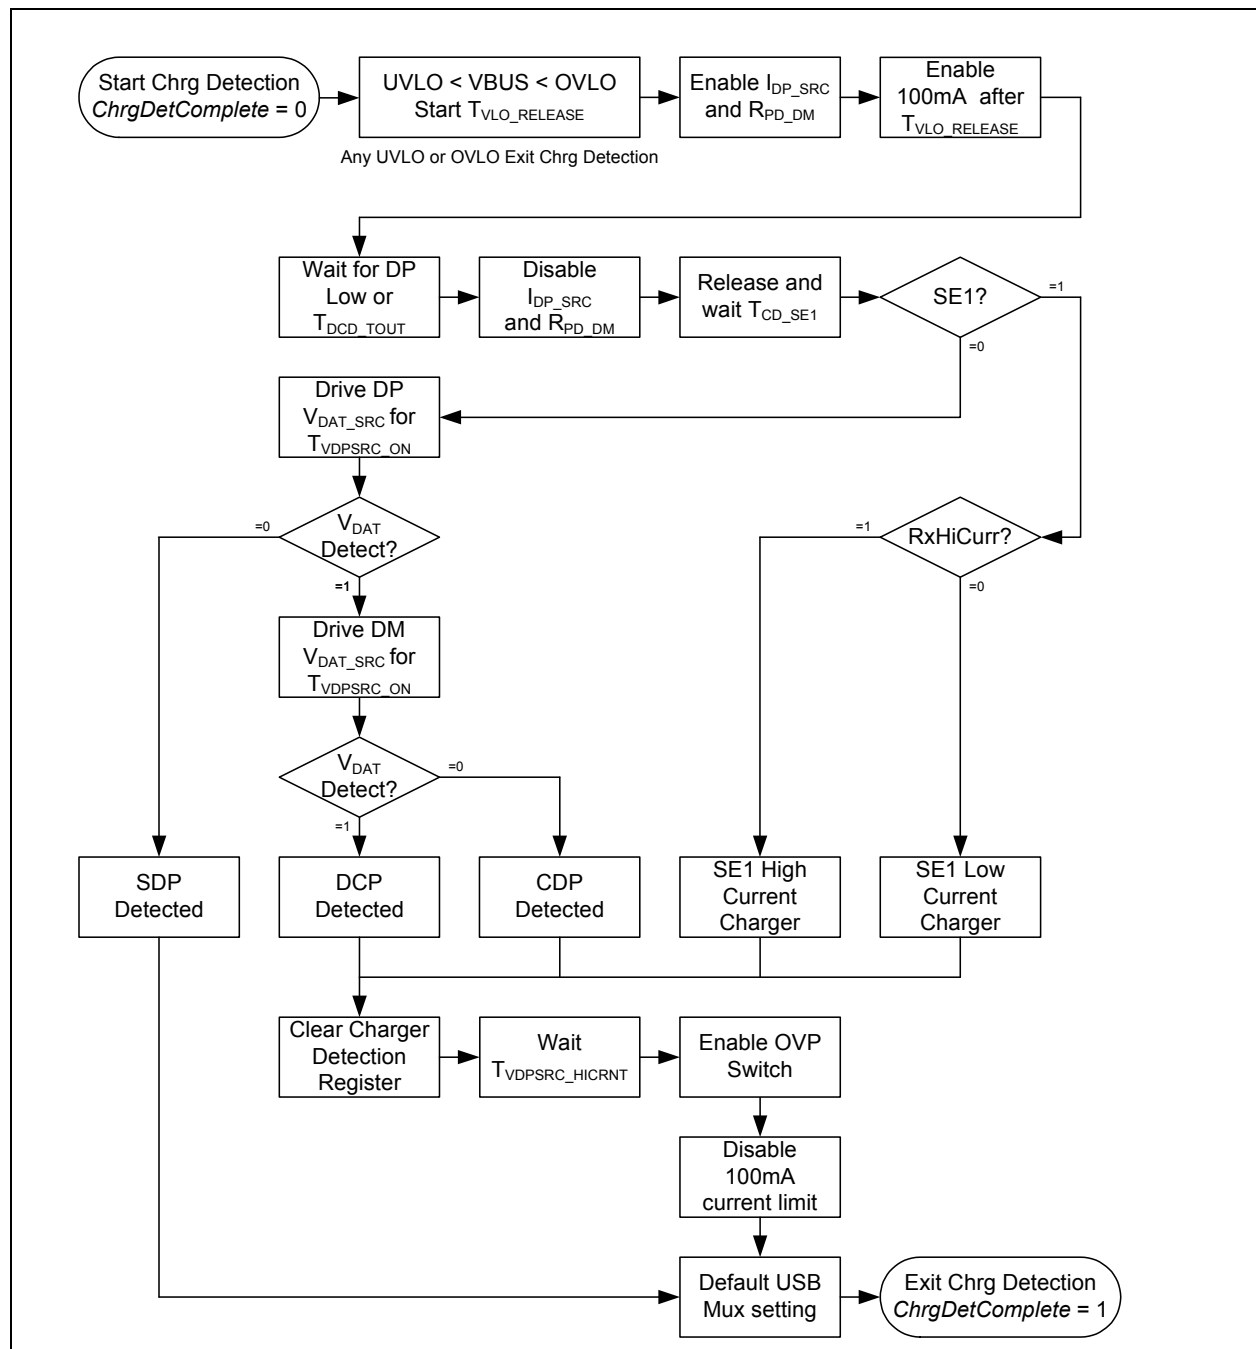 Start Chrg Detection
ChrgDetComplete = 0
UVLO < VBUS < OVLO
Start TVLO_RELEASE
Enable IDP_SRC
and RPD_DM
Enable
100mA after
TVLO_RELEASE
Any UVLO or OVLO Exit Chrg Detection
Wait for DP
Low or
TDCD_TOUT
Disable
IDP_SRC
and RPD_DM
Release and
wait TCD_SE1
SE1?
=1
=0
Drive DP
VDAT_SRC for
TVDPSRC_ON
VDAT
Detect?
=0
=1
RxHiCurr?
=1
=0
Drive DM
VDAT_SRC for
TVDPSRC_ON
VDAT
Detect?
=0
=1
SDP
Detected
DCP
Detected
CDP
Detected
SE1 High
Current
Charger
SE1 Low
Current
Charger
Clear Charger
Detection
Register
Wait
TVDPSRC_HICRNT
Enable OVP
Switch
Disable
100mA
current limit
Default USB
Mux setting
Exit Chrg Detection
ChrgDetComplete = 1